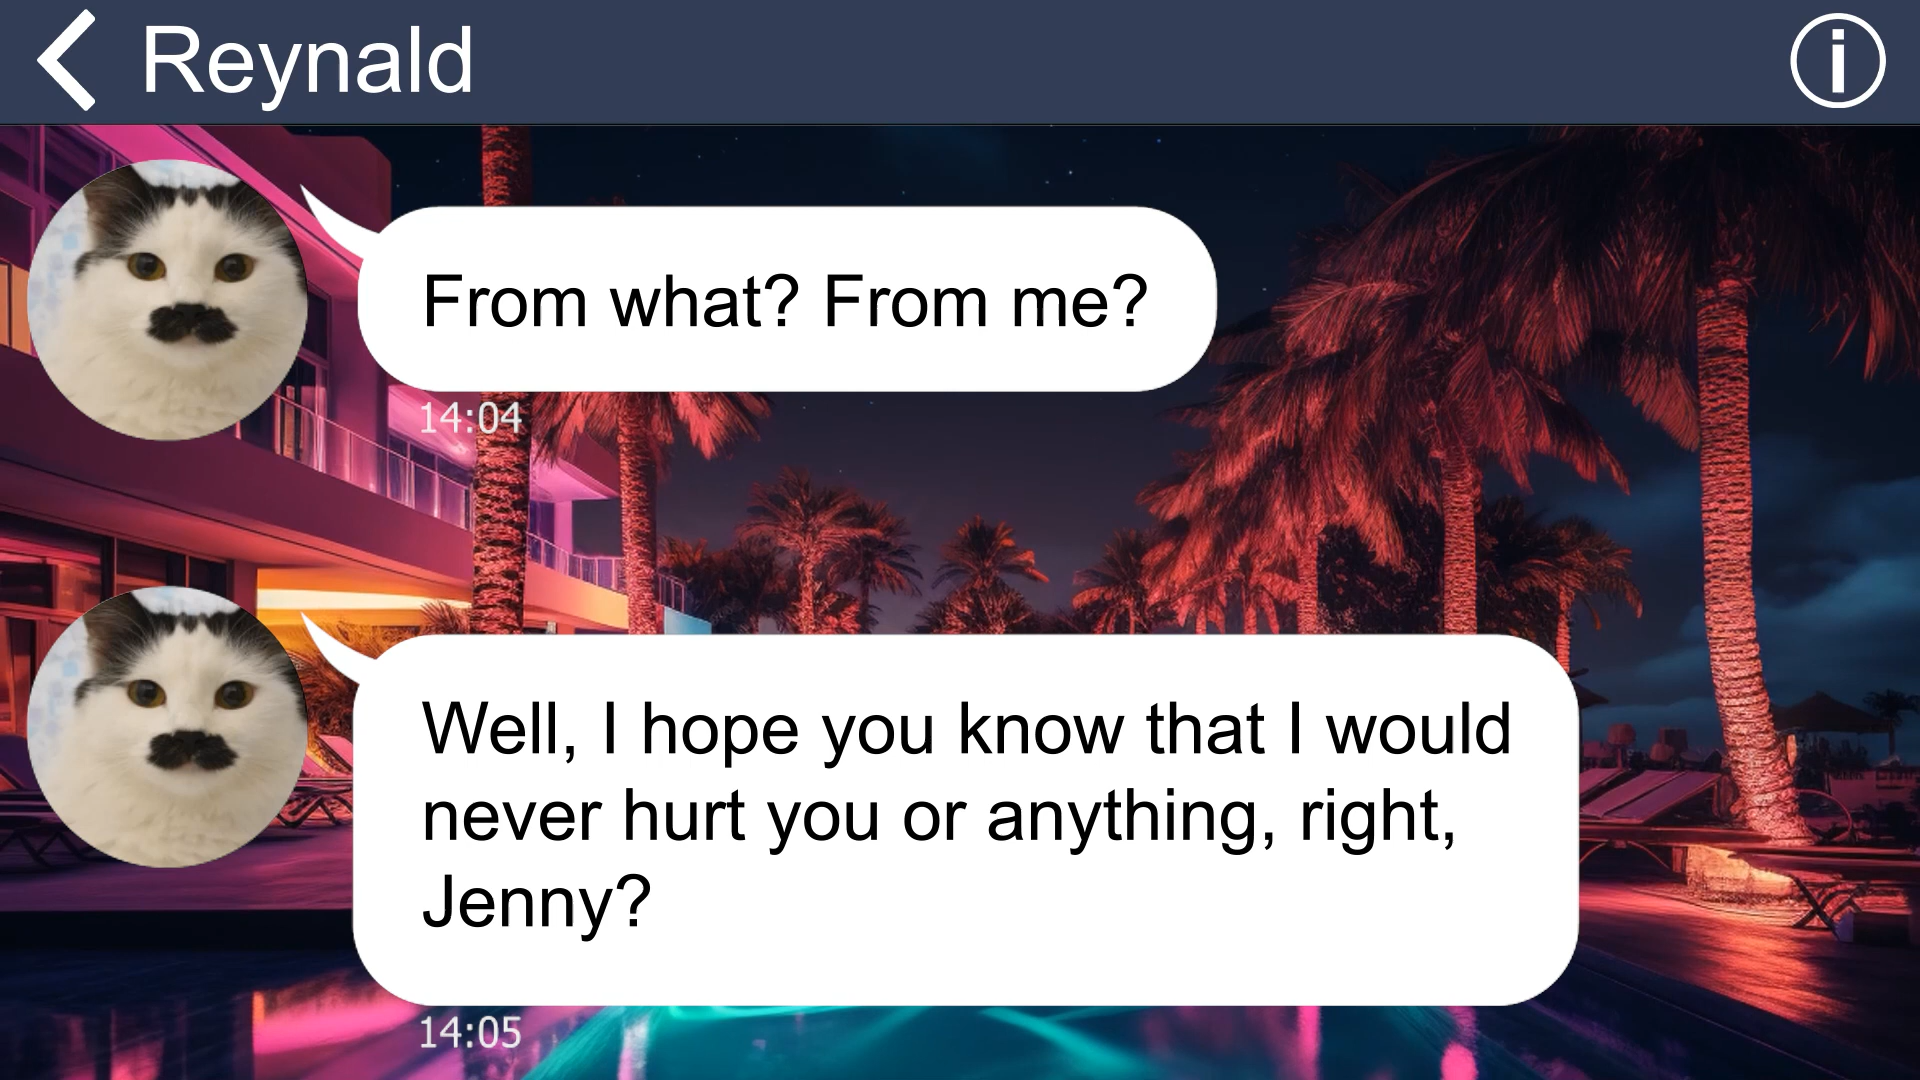 Reynald
From what? From me?
14:04
Well, I hope you know that I would
never hurt you or anything, right,
Jenny?
14:05